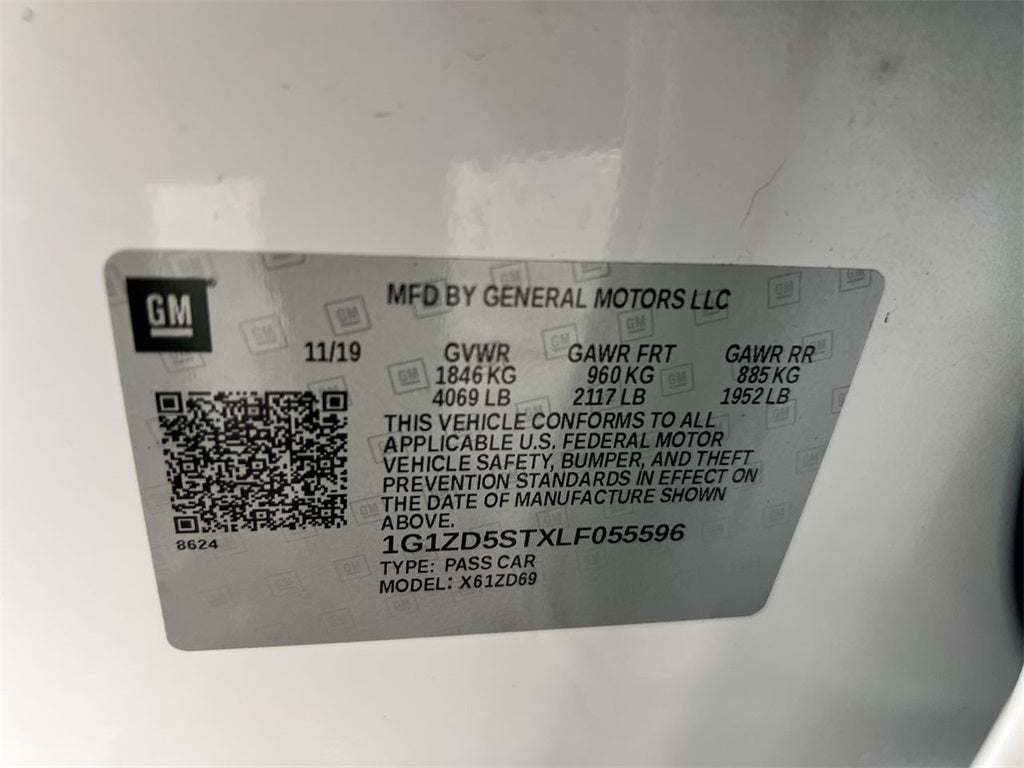 GM
MFD BY GENERAL MOTORS LLC
11/19 GVWR GAWR FRT GAWR RR
1846 KG 960 KG 885 KG
4069 LB 2117 LB 1952 LB
THIS VEHICLE CONFORMS TO ALL
APPLICABLE U.S. FEDERAL MOTOR
VEHICLE SAFETY, BUMPER, AND THEFT
PREVENTION STANDARDS IN EFFECT ON
THE DATE OF MANUFACTURE SHOWN
ABOVE.
8624
1G1ZD5STXLF055596
TYPE: PASS CAR
MODEL: X61ZD69